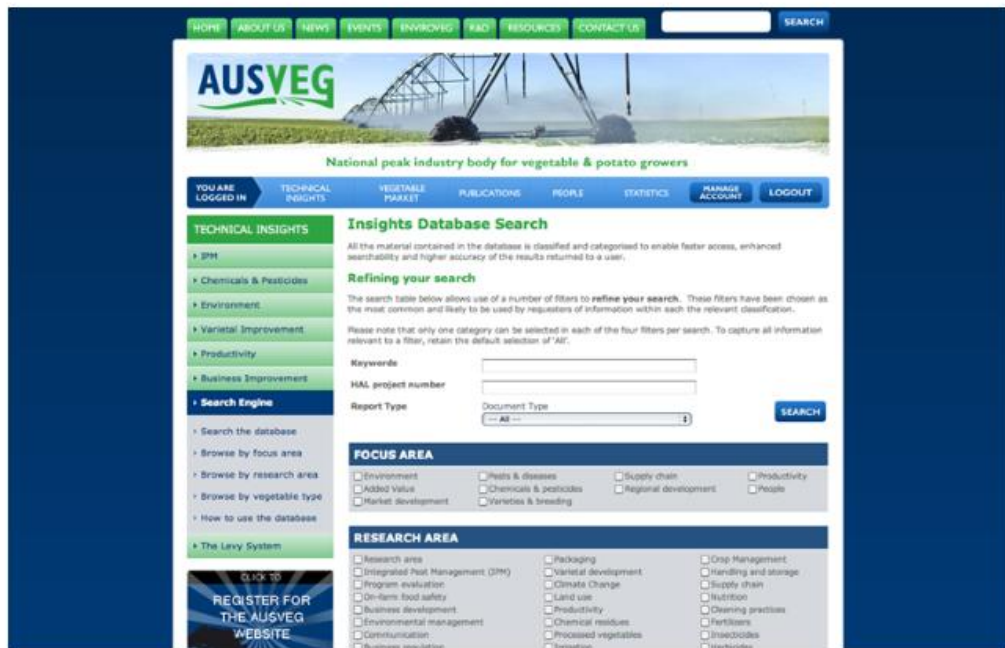 HOME ABOUT US NEWS EVENTS ENVIROVEG R&D RESOURCES CONTACT US SEARCH
AUSVEG
National peak industry body for vegetable & potato growers
YOU ARE LOGGED IN TECHNICAL INSIGHTS VEGETABLE MARKET PUBLICATIONS PEOPLE STATISTICS MANAGE ACCOUNT LOGOUT
TECHNICAL INSIGHTS
IPM
Chemicals & Pesticides
Environment
Varietal Improvement
Productivity
Business Improvement
Search Engine
Search the database
Browse by focus area
Browse by research area
Browse by vegetable type
How to use the database
The Levy System
CLICK TO
REGISTER FOR
THE AUSVEG
WEBSITE
Insights Database Search
All the material contained in the database is classified and categorised to enable faster access, enhanced
searchability and higher accuracy of the results returned to a user.
Refining your search
The search table below allows use of a number of filters to refine your search. These filters have been chosen as
the most common and likely to be used by requestors of information within each the relevant classification.
Please note that only one category can be selected in each of the four filters per search. To capture all information
relevant to a filter, retain the default selection of 'All'.
Keywords
HAL project number
Report Type Document Type
--- All ---
SEARCH
FOCUS AREA
Environment Pests & diseases Supply chain Productivity
Added Value Chemicals & pesticides Regional development People
Market development Varieties & breeding
RESEARCH AREA
Research area Packaging Crop Management
Integrated Pest Management (IPM) Varietal development Handling and storage
Program evaluation Climate Change Supply chain
On-farm food safety Land use Nutrition
Business development Productivity Cleaning practices
Environmental management Chemical residues Fertilisers
Communication Processed vegetables Insecticides
Business regulation Irrigation Herbicides